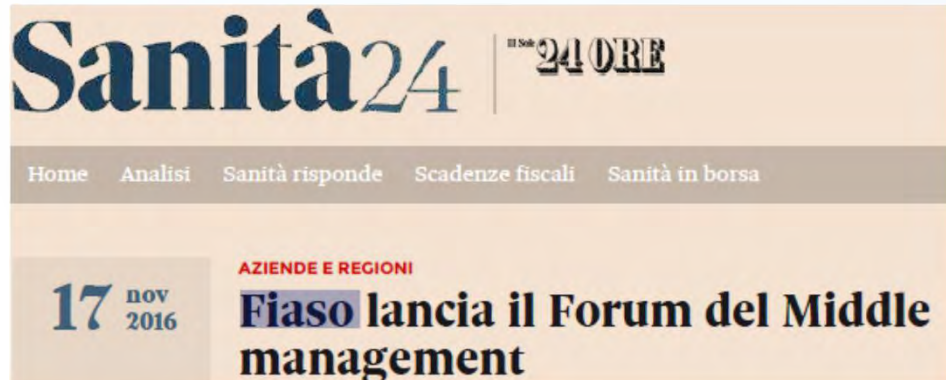 Sanità24
Il Sole 24 ORE
Home Analisi Sanità risponde Scadenze fiscali Sanità in borsa
17 nov 2016
AZIENDE E REGIONI
Fiaso lancia il Forum del Middle
management